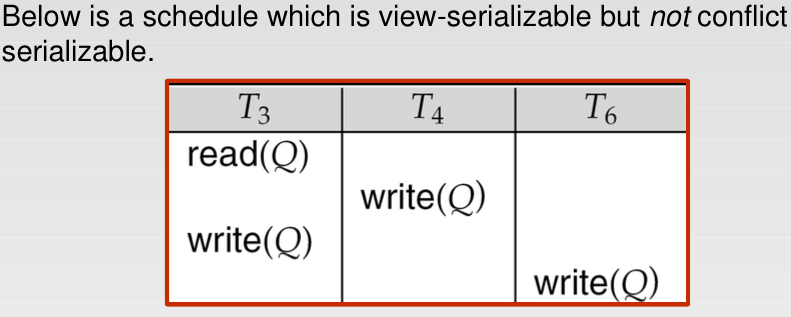 Below is a schedule which is view-serializable but not conflict
serializable.
T3 T4 T6
read(Q)
write(Q)
write(Q)
write(Q)